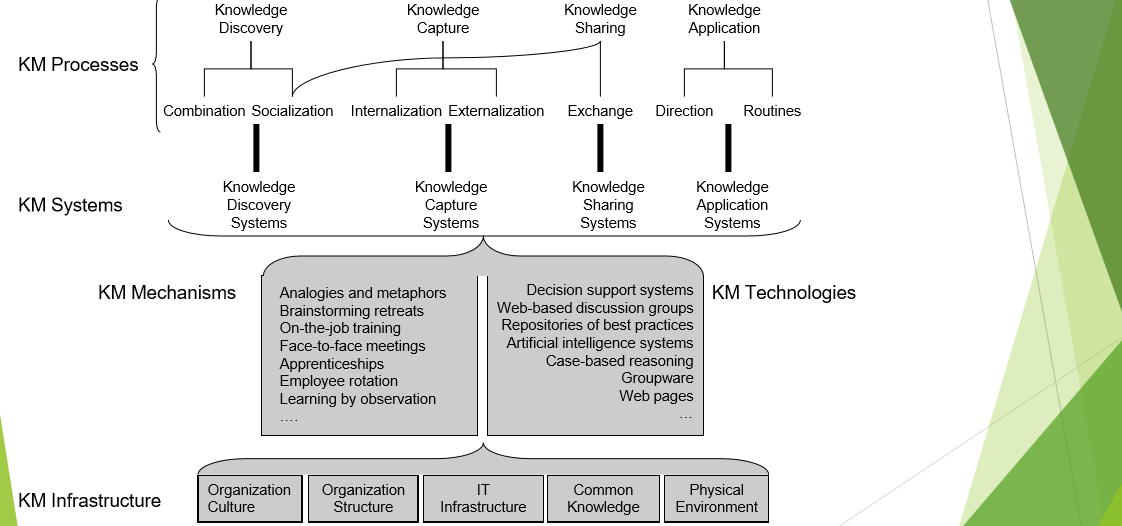 Knowledge
Discovery
Knowledge
Capture
Knowledge
Sharing
Knowledge
Application
KM Processes
Combination Socialization
Internalization Externalization
Exchange
Direction
Routines
KM Systems
Knowledge
Discovery
Systems
Knowledge
Capture
Systems
Knowledge
Sharing
Systems
Knowledge
Application
Systems
KM Mechanisms
Analogies and metaphors
Brainstorming retreats
On-the-job training
Face-to-face meetings
Apprenticeships
Employee rotation
Learning by observation
....
Decision support systems
Web-based discussion groups
Repositories of best practices
Artificial intelligence systems
Case-based reasoning
Groupware
Web pages
...
KM Technologies
KM Infrastructure
Organization
Culture
Organization
Structure
IT
Infrastructure
Common
Knowledge
Physical
Environment